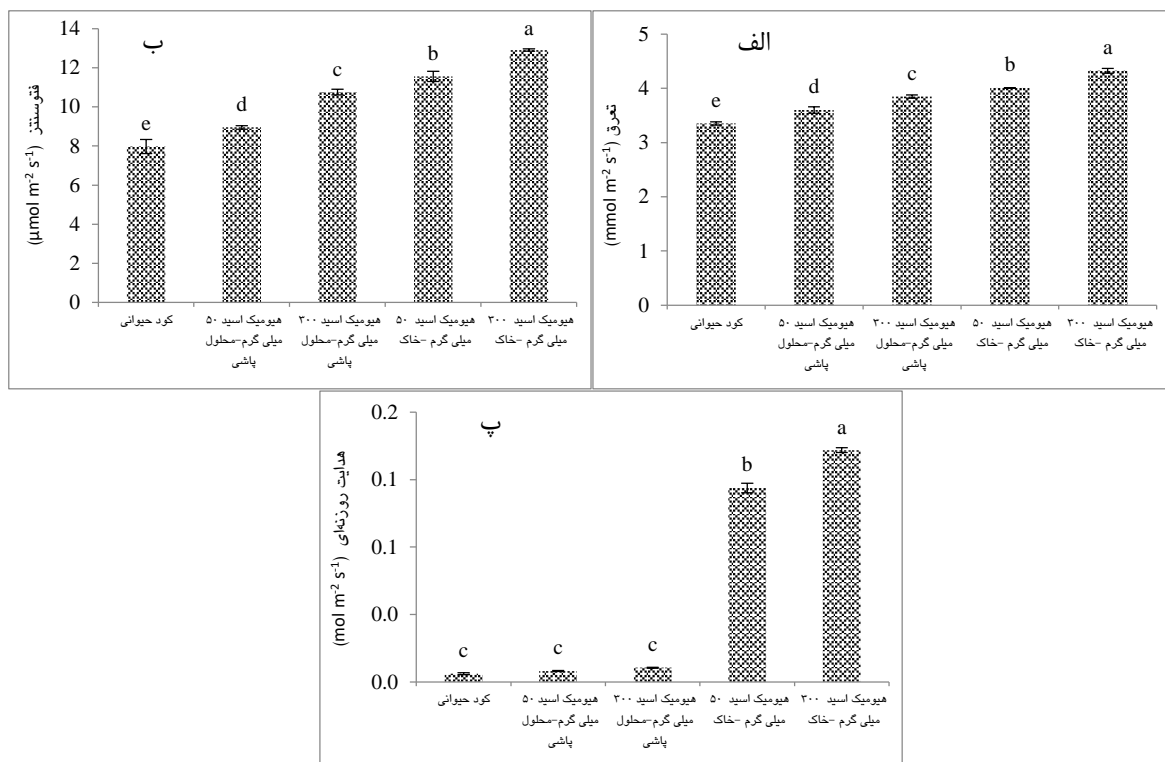 ب
فتوسنتز (µmol m-2 s-1)
14
12
10
8
6
4
2
0
e
d
c
b
a
کود حیوانی
هیومیک اسید ۵۰
میلی گرم-محلول
پاشی
هیومیک اسید ۳۰۰
میلی گرم-محلول
پاشی
هیومیک اسید ۵۰
میلی گرم -خاک
هیومیک اسید ۳۰۰
میلی گرم -خاک
الف
تعرق (mmol m-2 s-1)
5
4
3
2
1
0
e
d
c
b
a
کود حیوانی
هیومیک اسید ۵۰
میلی گرم-محلول
پاشی
هیومیک اسید ۳۰۰
میلی گرم-محلول
پاشی
هیومیک اسید ۵۰
میلی گرم -خاک
هیومیک اسید ۳۰۰
میلی گرم -خاک
پ
هدایت روزنه‌ای (mol m-2 s-1)
0.2
0.1
0.1
0.0
0.0
c
c
c
b
a
کود حیوانی
هیومیک اسید ۵۰
میلی گرم-محلول
پاشی
هیومیک اسید ۳۰۰
میلی گرم-محلول
پاشی
هیومیک اسید ۵۰
میلی گرم -خاک
هیومیک اسید ۳۰۰
میلی گرم -خاک